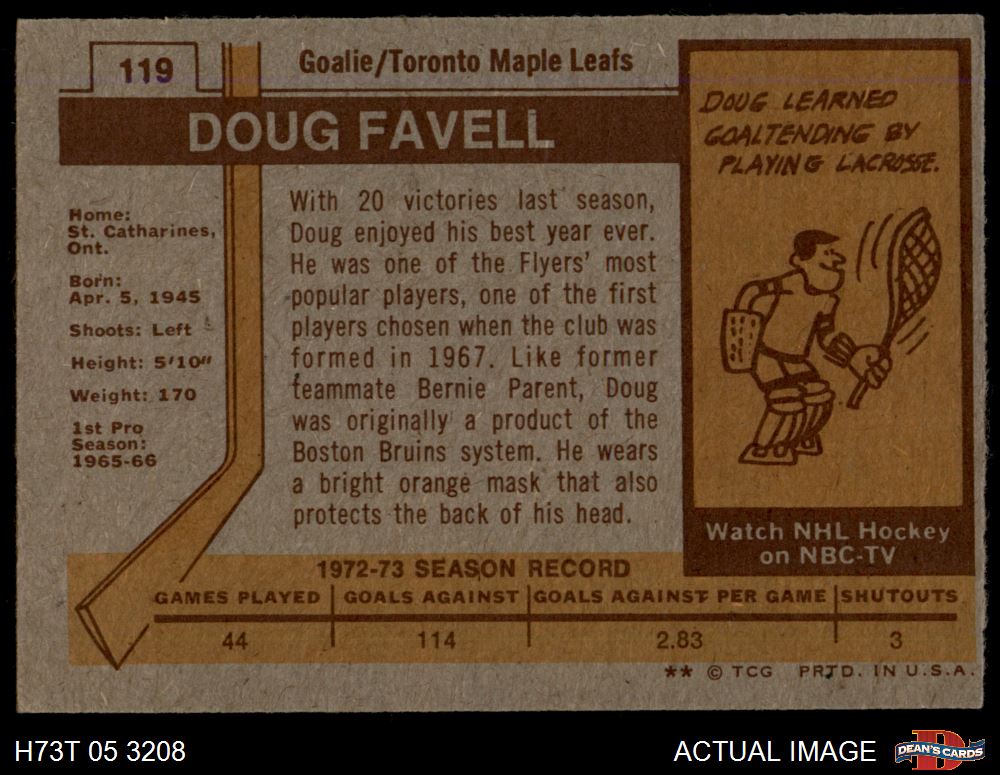 119
Goalie/Toronto Maple Leafs
DOUG FAVELL
Home:
St. Catharines,
Ont.
Born:
Apr. 5, 1945
Shoots: Left
Height: 5'10"
Weight: 170
1st Pro
Season:
1965-66
With 20 victories last season,
Doug enjoyed his best year ever.
He was one of the Flyers' most
popular players, one of the first
players chosen when the club was
formed in 1967. Like former
teammate Bernie Parent, Doug
was originally a product of the
Boston Bruins system. He wears
a bright orange mask that also
protects the back of his head.
DOUG LEARNED
GOALTENDING BY
PLAYING LACROSSE.
Watch NHL Hockey
on NBC-TV
1972-73 SEASON RECORD
GAMES PLAYED GOALS AGAINST GOALS AGAINST PER GAME SHUTOUTS
44 114 2.83 3
** © TCG PRTD. IN U.S.A.
H73T 05 3208
ACTUAL IMAGE
D
DEAN'S CARDS